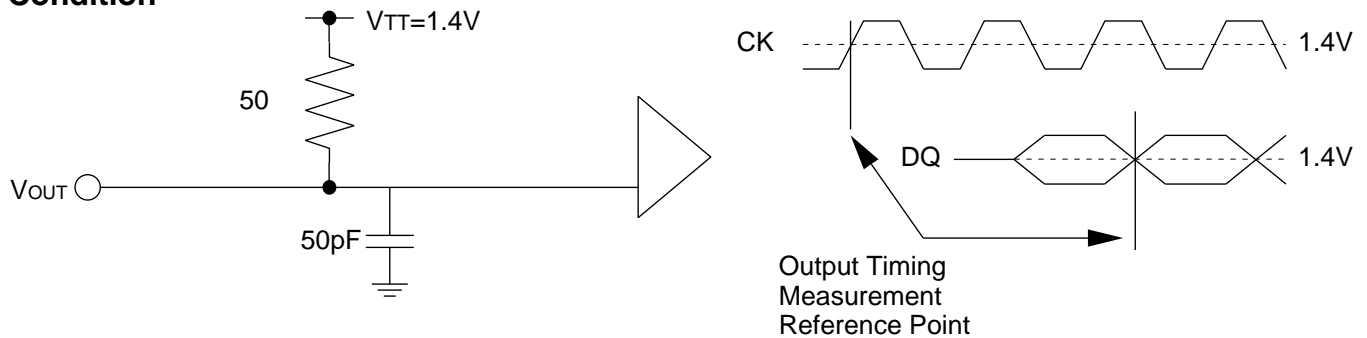 Condition
VTT=1.4V
50
VOUT
50pF
CK
1.4V
DQ
1.4V
Output Timing
Measurement
Reference Point